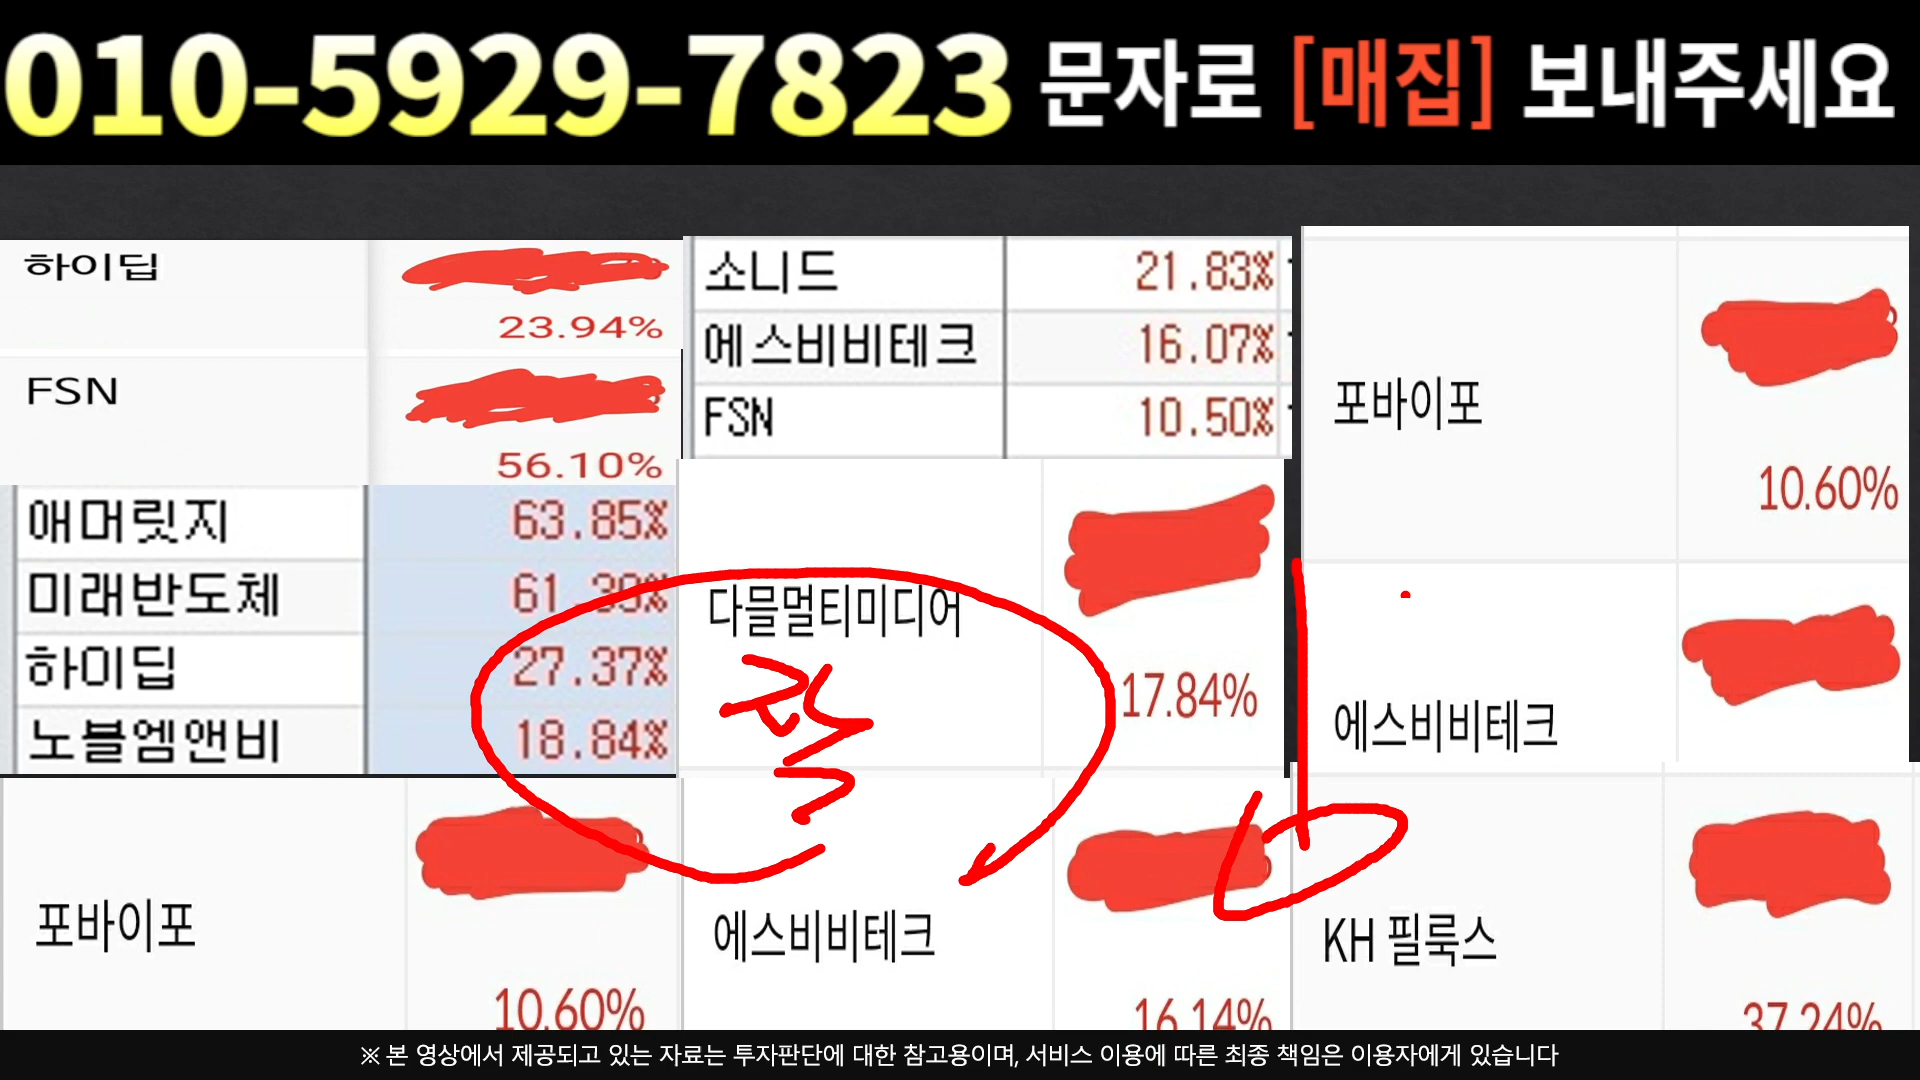 010-5929-7823 문자로 [매집] 보내주세요
하이딥
23.94%
FSN
56.10%
애머릿지 63.85%
미래반도체 61.39%
하이딥 27.37%
노블엠앤비 18.84%
포바이포
10.60%
소니드 21.83%
에스비비테크 16.07%
FSN 10.50%
다믈멀티미디어
17.84%
에스비비테크
16.14%
포바이포
10.60%
에스비비테크
KH 필룩스
37.24%
※ 본 영상에서 제공되고 있는 자료는 투자판단에 대한 참고용이며, 서비스 이용에 따른 최종 책임은 이용자에게 있습니다